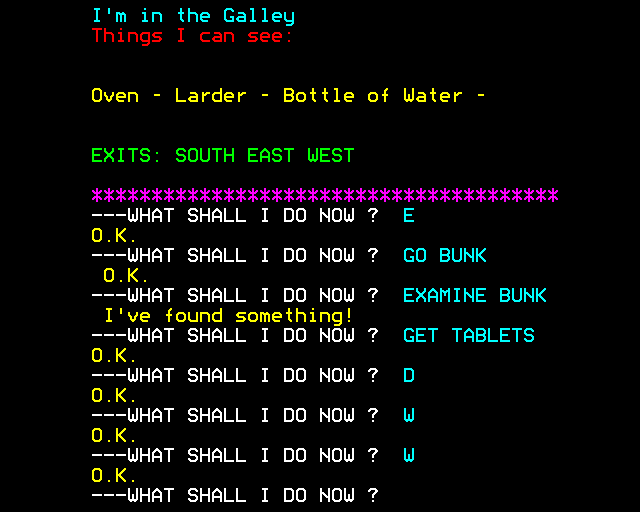 I'm in the Galley
Things I can see:
Oven - Larder - Bottle of Water -
EXITS: SOUTH EAST WEST
***************************************
---WHAT SHALL I DO NOW ? E
O.K.
---WHAT SHALL I DO NOW ? GO BUNK
O.K.
---WHAT SHALL I DO NOW ? EXAMINE BUNK
I've found something!
---WHAT SHALL I DO NOW ? GET TABLETS
O.K.
---WHAT SHALL I DO NOW ? D
O.K.
---WHAT SHALL I DO NOW ? W
O.K.
---WHAT SHALL I DO NOW ? W
O.K.
---WHAT SHALL I DO NOW ?